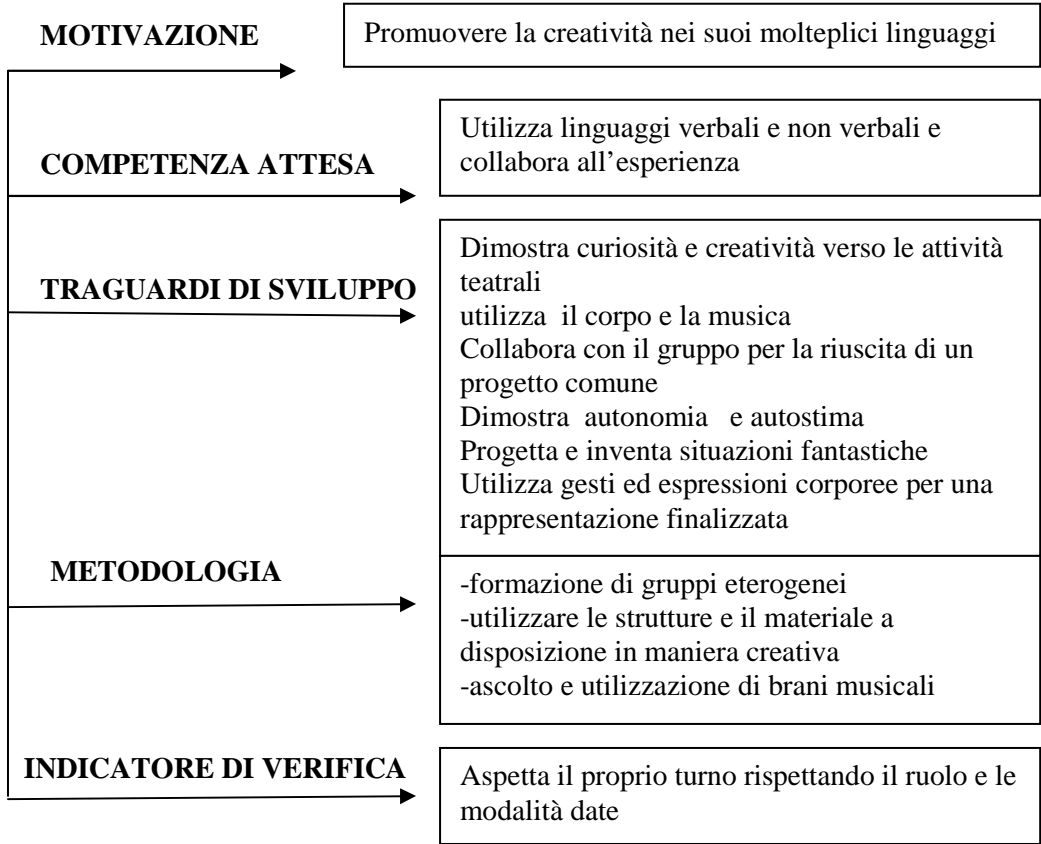 MOTIVAZIONE
Promuovere la creatività nei suoi molteplici linguaggi
COMPETENZA ATTESA
Utilizza linguaggi verbali e non verbali e
collabora all’esperienza
TRAGUARDI DI SVILUPPO
Dimostra curiosità e creatività verso le attività
teatrali
utilizza  il corpo e la musica
Collabora con il gruppo per la riuscita di un
progetto comune
Dimostra  autonomia   e autostima
Progetta e inventa situazioni fantastiche
Utilizza gesti ed espressioni corporee per una
rappresentazione finalizzata
METODOLOGIA
-formazione di gruppi eterogenei
-utilizzare le strutture e il materiale a
disposizione in maniera creativa
-ascolto e utilizzazione di brani musicali
INDICATORE DI VERIFICA
Aspetta il proprio turno rispettando il ruolo e le
modalità date